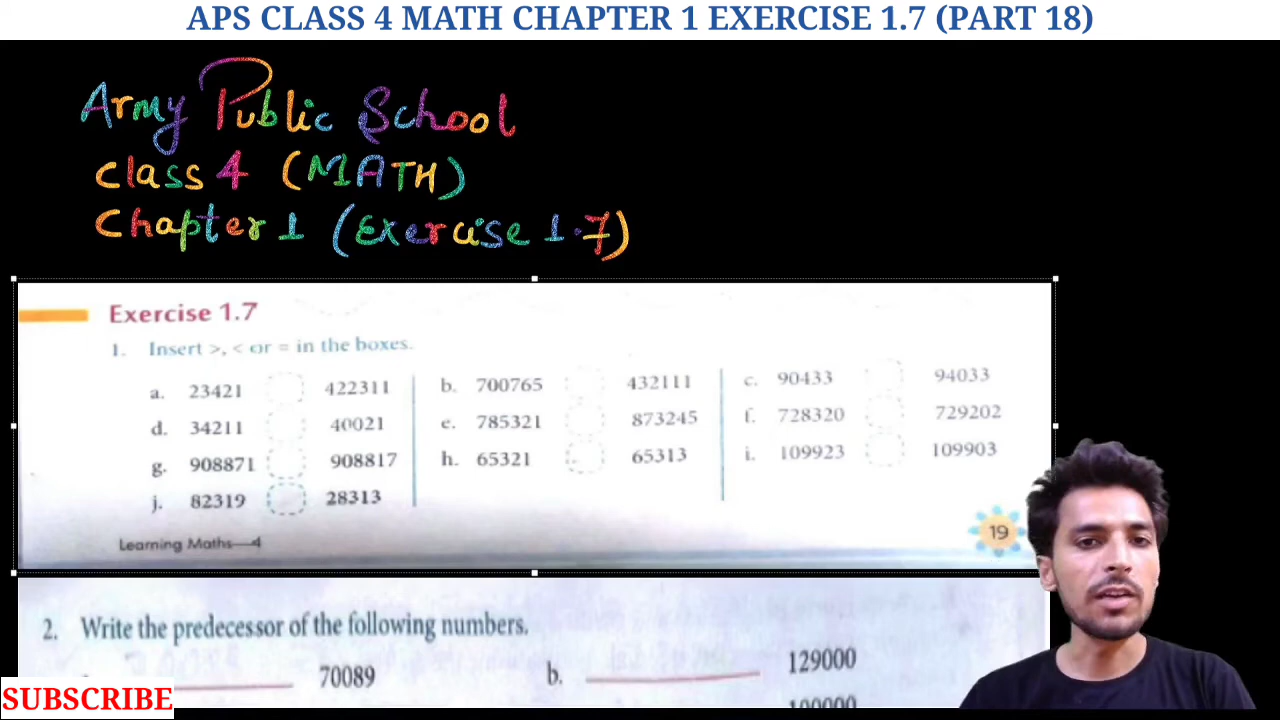 APS CLASS 4 MATH CHAPTER 1 EXERCISE 1.7 (PART 18)
Army Public School
Class 4 (MATH)
Chapter 1 (Exercise 1.7)
Exercise 1.7
1. Insert >, < or = in the boxes.
a. 23421 422311 b. 700765 432111 c. 90433 94033
d. 34211 40021 e. 785321 873245 f. 728320 729202
g. 908871 908817 h. 65321 65313 i. 109923 109903
j. 82319 28313
19
Learning Maths—4
2. Write the predecessor of the following numbers.
70089 b. 129000
SUBSCRIBE